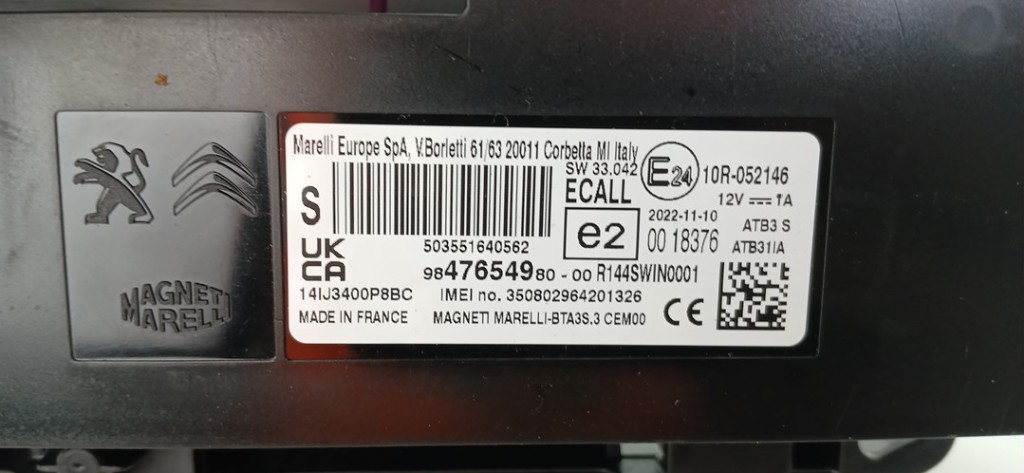 MAGNETI
MARELLI
Marelli Europe SpA, V.Borletti 61/63 20011 Corbetta MI Italy
SW 33.042
ECALL
E24
10R-052146
12V ⎓ 1A
S
e2
2022-11-10
00 18376
ATB3 S
ATB31IA
UK
CA
503551640562
9847654980 - 00 R144SWIN0001
14IJ3400P8BC
IMEI no. 350802964201326
MADE IN FRANCE
MAGNETI MARELLI-BTA3S.3 CEM00
CE